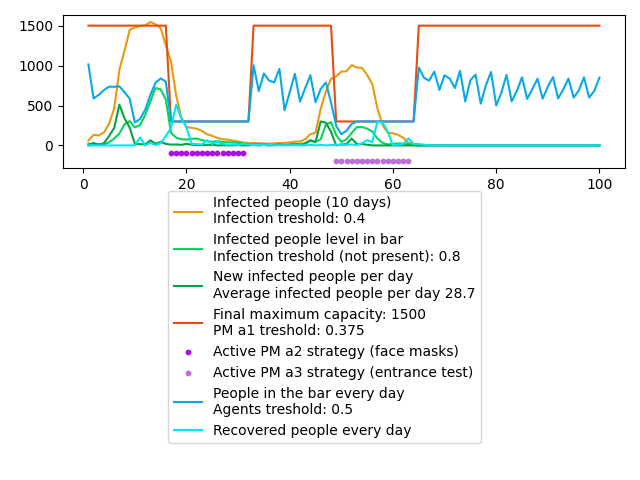 1500
1000
500
0
0
20
40
60
80
100
Infected people (10 days)
Infection treshold: 0.4
Infected people level in bar
Infection treshold (not present): 0.8
New infected people per day
Average infected people per day 28.7
Final maximum capacity: 1500
PM a1 treshold: 0.375
Active PM a2 strategy (face masks)
Active PM a3 strategy (entrance test)
People in the bar every day
Agents treshold: 0.5
Recovered people every day